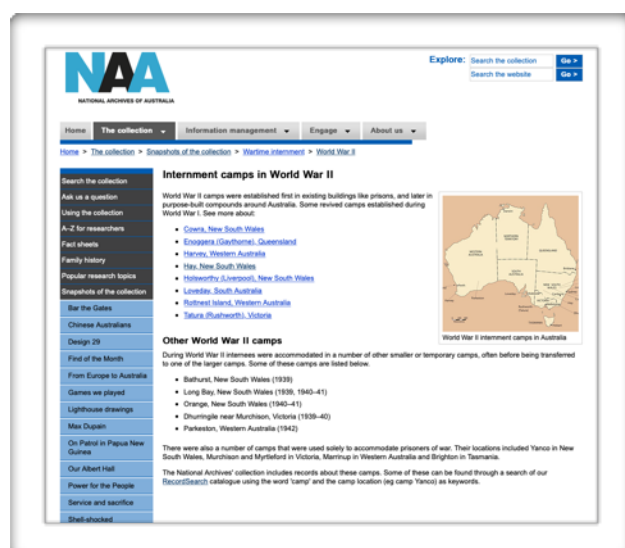 NAA
NATIONAL ARCHIVES OF AUSTRALIA
Explore:
Search the collection
Go >
Search the website
Go >
Home
The collection
Information management
Engage
About us
Home > The collection > Snapshots of the collection > Wartime internment > World War II
Search the collection
Ask us a question
Using the collection
A–Z for researchers
Fact sheets
Family history
Popular research topics
Snapshots of the collection
Bar the Gates
Chinese Australians
Design 29
Find of the Month
From Europe to Australia
Games we played
Lighthouse drawings
Max Dupain
On Patrol in Papua New
Guinea
Our Albert Hall
Power for the People
Service and sacrifice
Shell-shocked
Internment camps in World War II
World War II camps were established first in existing buildings like prisons, and later in
purpose-built compounds around Australia. Some revived camps established during
World War I. See more about:
Cowra, New South Wales
Enoggera (Gaythorne), Queensland
Harvey, Western Australia
Hay, New South Wales
Holsworthy (Liverpool), New South Wales
Loveday, South Australia
Rottnest Island, Western Australia
Tatura (Rushworth), Victoria
World War II internment camps in Australia
Other World War II camps
During World War II internees were accommodated in a number of other smaller or temporary camps, often before being transferred
to one of the larger camps. Some of these camps are listed below.
Bathurst, New South Wales (1939)
Long Bay, New South Wales (1939, 1940–41)
Orange, New South Wales (1940–41)
Dhurringile near Murchison, Victoria (1939–40)
Parkeston, Western Australia (1942)
There were also a number of camps that were used solely to accommodate prisoners of war. Their locations included Yanco in New
South Wales, Murchison and Myrtleford in Victoria, Marrinup in Western Australia and Brighton in Tasmania.
The National Archives' collection includes records about these camps. Some of these can be found through a search of our
RecordSearch catalogue using the word 'camp' and the camp location (eg camp Yanco) as keywords.